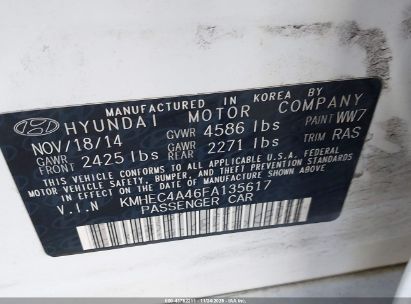 MANUFACTURED IN KOREA BY
HYUNDAI MOTOR COMPANY
NOV/18/14 GVWR 4586 lbs PAINT WW7
GAWR FRONT 2425 lbs GAWR REAR 2271 lbs TRIM RAS
THIS VEHICLE CONFORMS TO ALL APPLICABLE U.S.A. FEDERAL
MOTOR VEHICLE SAFETY, BUMPER, AND THEFT PREVENTION
STANDARDS IN EFFECT ON THE DATE OF MANUFACTURE SHOWN ABOVE.
V.I.N KMHEC4A46FA135617
PASSENGER CAR